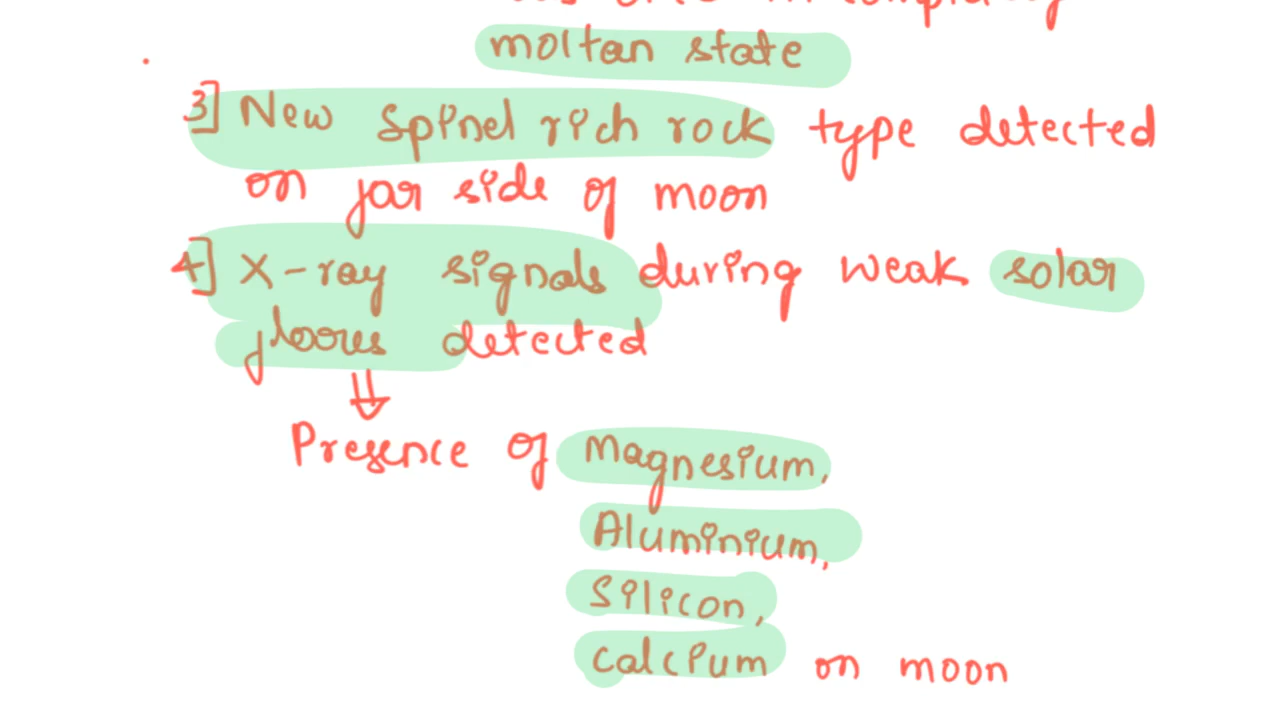 moltan state
3] New spinel rich rock type detected
on far side of moon
4] X-ray signals during weak solar
flares detected
Presence of Magnesium,
Aluminium,
Silicon,
Calcium on moon